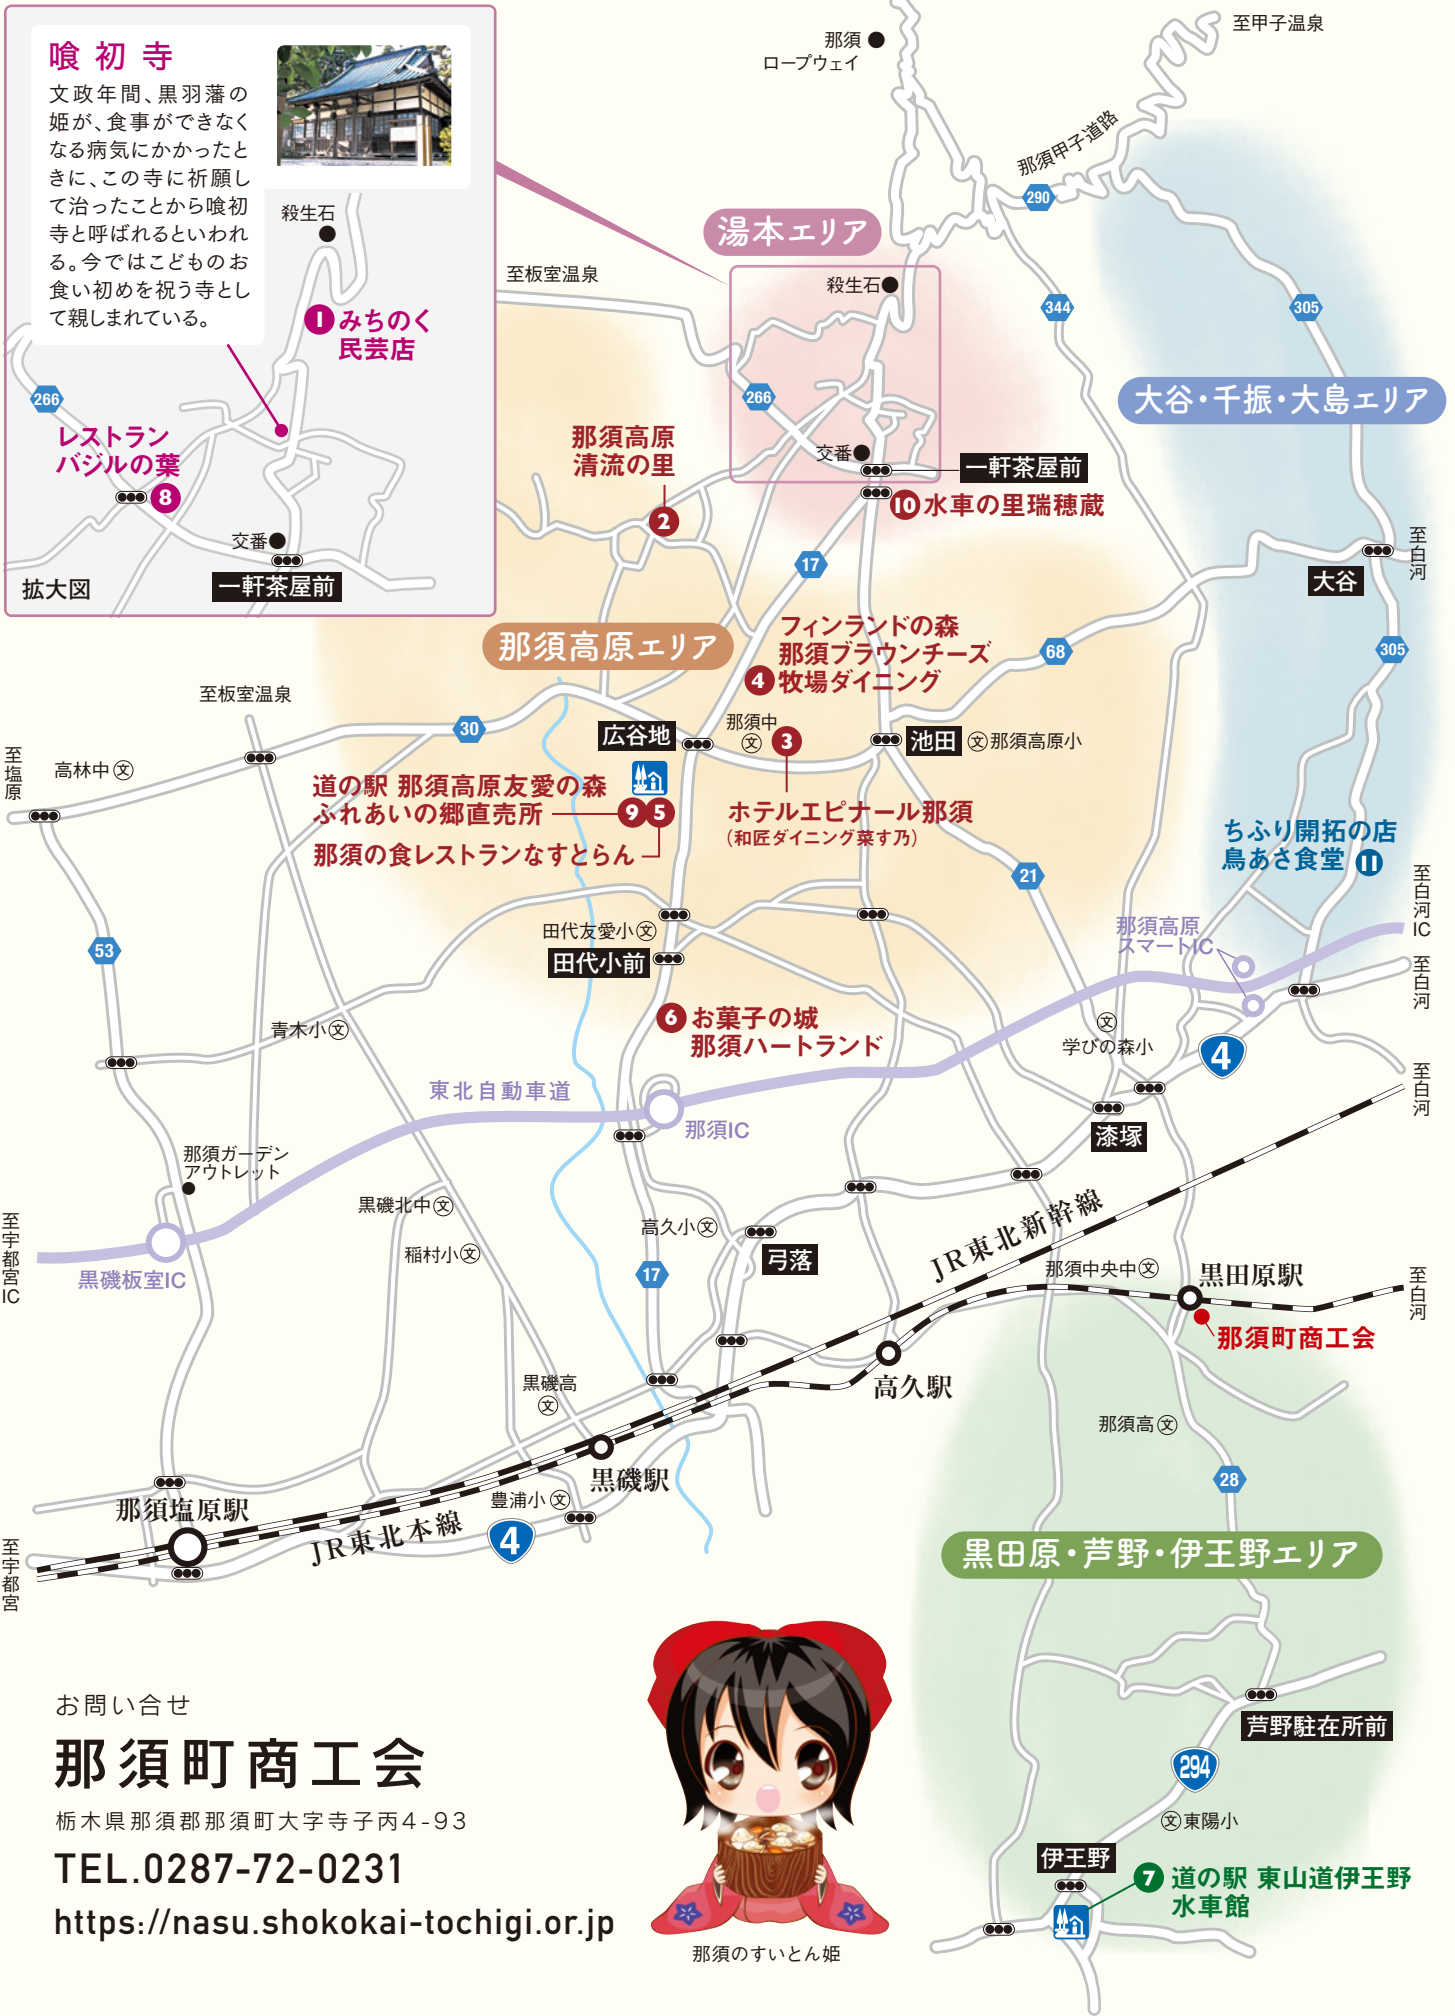 喰初寺
文政年間、黒羽藩の
姫が、食事ができなく
なる病気にかかったと
きに、この寺に祈願し
て治ったことから喰初
寺と呼ばれるといわれ
る。今ではこどものお
食い初めを祝う寺とし
て親しまれている。
殺生石
1 みちのく
民芸店
266
レストラン
バジルの葉
8
交番
一軒茶屋前
拡大図
那須
ロープウェイ
至甲子温泉
那須甲子道路
290
湯本エリア
至板室温泉
殺生石
344
305
266
大谷・千振・大島エリア
那須高原
清流の里
2
交番
一軒茶屋前
10 水車の里瑞穂蔵
17
至白河
大谷
那須高原エリア
フィンランドの森
那須ブラウンチーズ
4 牧場ダイニング
68
305
至板室温泉
30
広谷地
那須中
文
3
池田
文 那須高原小
至塩原
高林中 文
道の駅 那須高原友愛の森
ふれあいの郷直売所
9 5
那須の食レストランなすとらん
ホテルエピナール那須
(和匠ダイニング菜す乃)
ちふり開拓の店
鳥あさ食堂 11
21
至白河IC
那須高原
スマートIC
53
田代友愛小 文
田代小前
至白河
6 お菓子の城
那須ハートランド
青木小 文
文
学びの森小
4
東北自動車道
至白河
那須IC
漆塚
那須ガーデン
アウトレット
黒磯北中 文
高久小 文
JR東北新幹線
弓落
稲村小 文
至宇都宮IC
黒磯板室IC
17
那須中央中 文
黒田原駅
至白河
那須町商工会
黒磯高
文
高久駅
那須高 文
黒磯駅
28
那須塩原駅
豊浦小 文
JR東北本線
4
至宇都宮
黒田原・芦野・伊王野エリア
芦野駐在所前
294
文 東陽小
伊王野
7 道の駅 東山道伊王野
水車館
お問い合せ
那須町商工会
栃木県那須郡那須町大字寺子丙4-93
TEL.0287-72-0231
https://nasu.shokokai-tochigi.or.jp
那須のすいとん姫